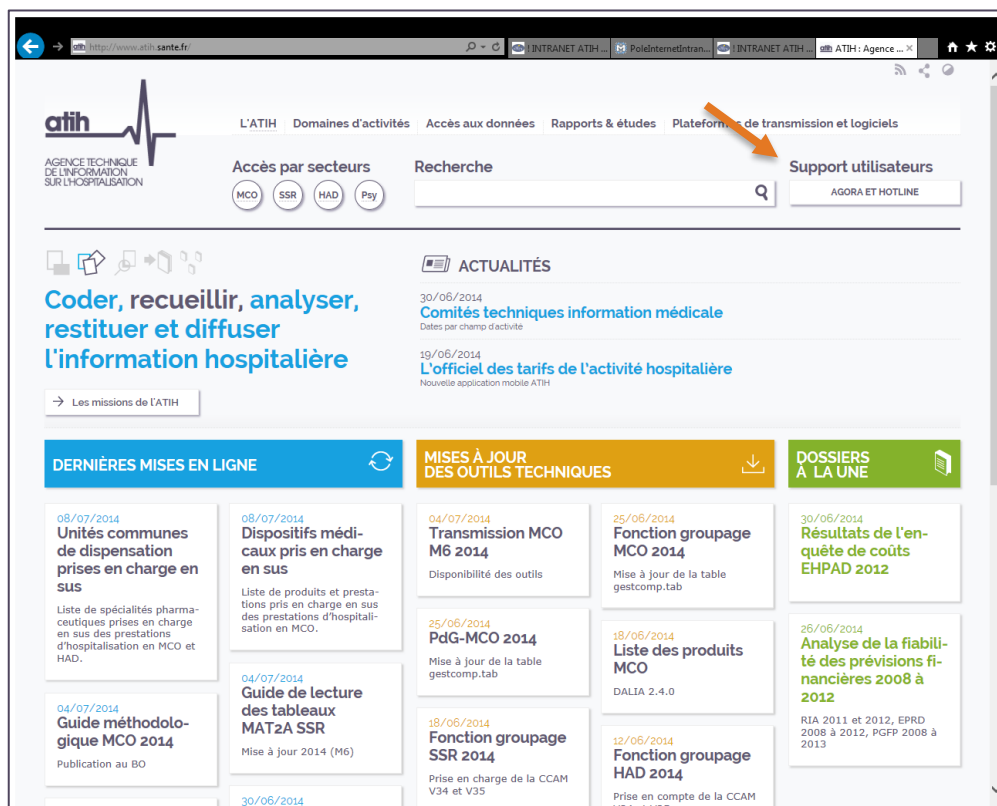 http://www.atih.sante.fr/
! INTRANET ATIH ...
PoleInternetIntran...
! INTRANET ATIH ...
ATIH : Agence ...
atih
AGENCE TECHNIQUE
DE L'INFORMATION
SUR L'HOSPITALISATION
L'ATIH
Domaines d'activités
Accès aux données
Rapports & études
Plateformes de transmission et logiciels
Accès par secteurs
MCO
SSR
HAD
Psy
Recherche
Support utilisateurs
AGORA ET HOTLINE
Coder, recueillir, analyser,
restituer et diffuser
l'information hospitalière
→ Les missions de l'ATIH
ACTUALITÉS
30/06/2014
Comités techniques information médicale
Dates par champ d'activité
19/06/2014
L'officiel des tarifs de l'activité hospitalière
Nouvelle application mobile ATIH
DERNIÈRES MISES EN LIGNE
08/07/2014
Unités communes
de dispensation
prises en charge en
sus
Liste de spécialités pharma-
ceutiques prises en charge
en sus des prestations
d'hospitalisation en MCO et
HAD.
04/07/2014
Guide méthodolo-
gique MCO 2014
Publication au BO
08/07/2014
Dispositifs médi-
caux pris en charge
en sus
Liste de produits et presta-
tions pris en charge en sus
des prestations d'hospitali-
sation en MCO.
04/07/2014
Guide de lecture
des tableaux
MAT2A SSR
Mise à jour 2014 (M6)
30/06/2014
MISES À JOUR
DES OUTILS TECHNIQUES
04/07/2014
Transmission MCO
M6 2014
Disponibilité des outils
25/06/2014
PdG-MCO 2014
Mise à jour de la table
gestcomp.tab
18/06/2014
Fonction groupage
SSR 2014
Prise en charge de la CCAM
V34 et V35
25/06/2014
Fonction groupage
MCO 2014
Mise à jour de la table
gestcomp.tab
18/06/2014
Liste des produits
MCO
DALIA 2.4.0
12/06/2014
Fonction groupage
HAD 2014
Prise en compte de la CCAM
DOSSIERS
À LA UNE
30/06/2014
Résultats de l'en-
quête de coûts
EHPAD 2012
26/06/2014
Analyse de la fiabili-
té des prévisions fi-
nancières 2008 à
2012
RIA 2011 et 2012, EPRD
2008 à 2012, PGFP 2008 à
2013